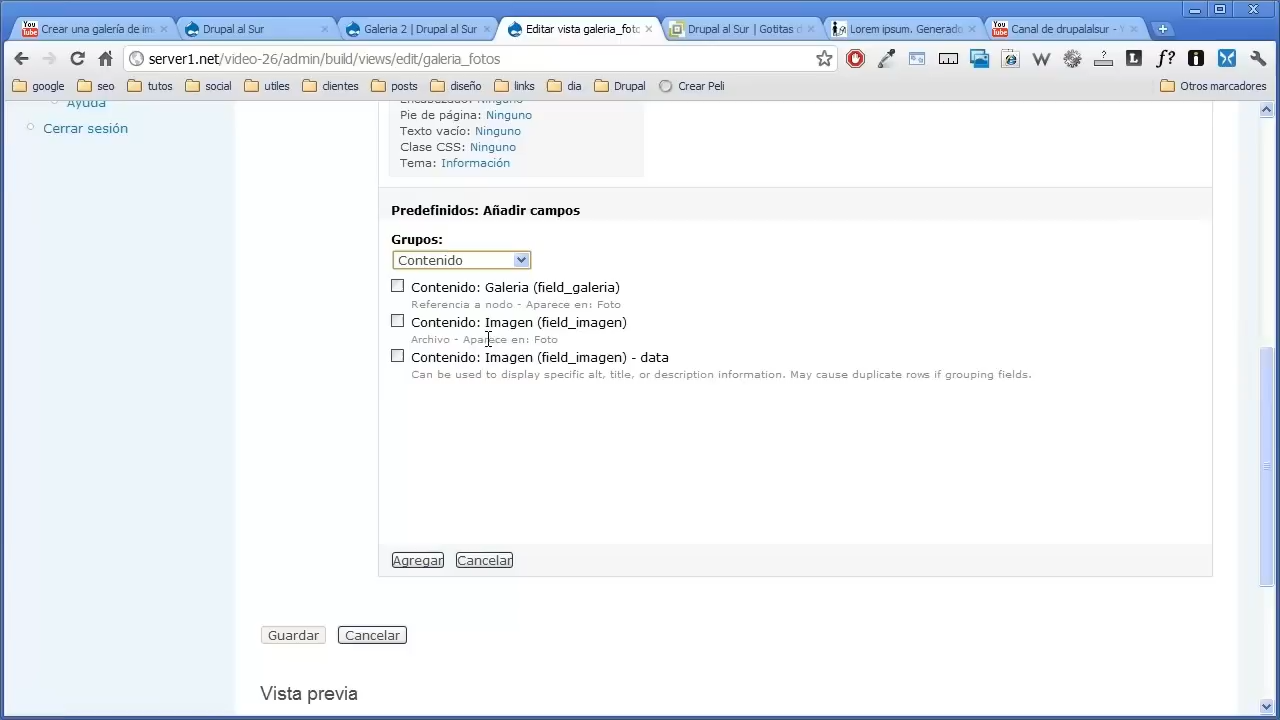 Crear una galería de im
Drupal al Sur
Galeria 2 | Drupal al Sur
Editar vista galeria_foto
Drupal al Sur | Gotitas d
Lorem ipsum. Generado
Canal de drupalalsur - Y
server1.net/video-26/admin/build/views/edit/galeria_fotos
google
seo
tutos
social
utiles
clientes
posts
diseño
links
dia
Drupal
Crear Peli
Otros marcadores
Ayuda
Cerrar sesión
Encabezado: Ninguno
Pie de página: Ninguno
Texto vacío: Ninguno
Clase CSS: Ninguno
Tema: Información
Predefinidos: Añadir campos
Grupos:
Contenido
Contenido: Galeria (field_galeria)
Referencia a nodo - Aparece en: Foto
Contenido: Imagen (field_imagen)
Archivo - Aparece en: Foto
Contenido: Imagen (field_imagen) - data
Can be used to display specific alt, title, or description information. May cause duplicate rows if grouping fields.
Agregar
Cancelar
Guardar
Cancelar
Vista previa